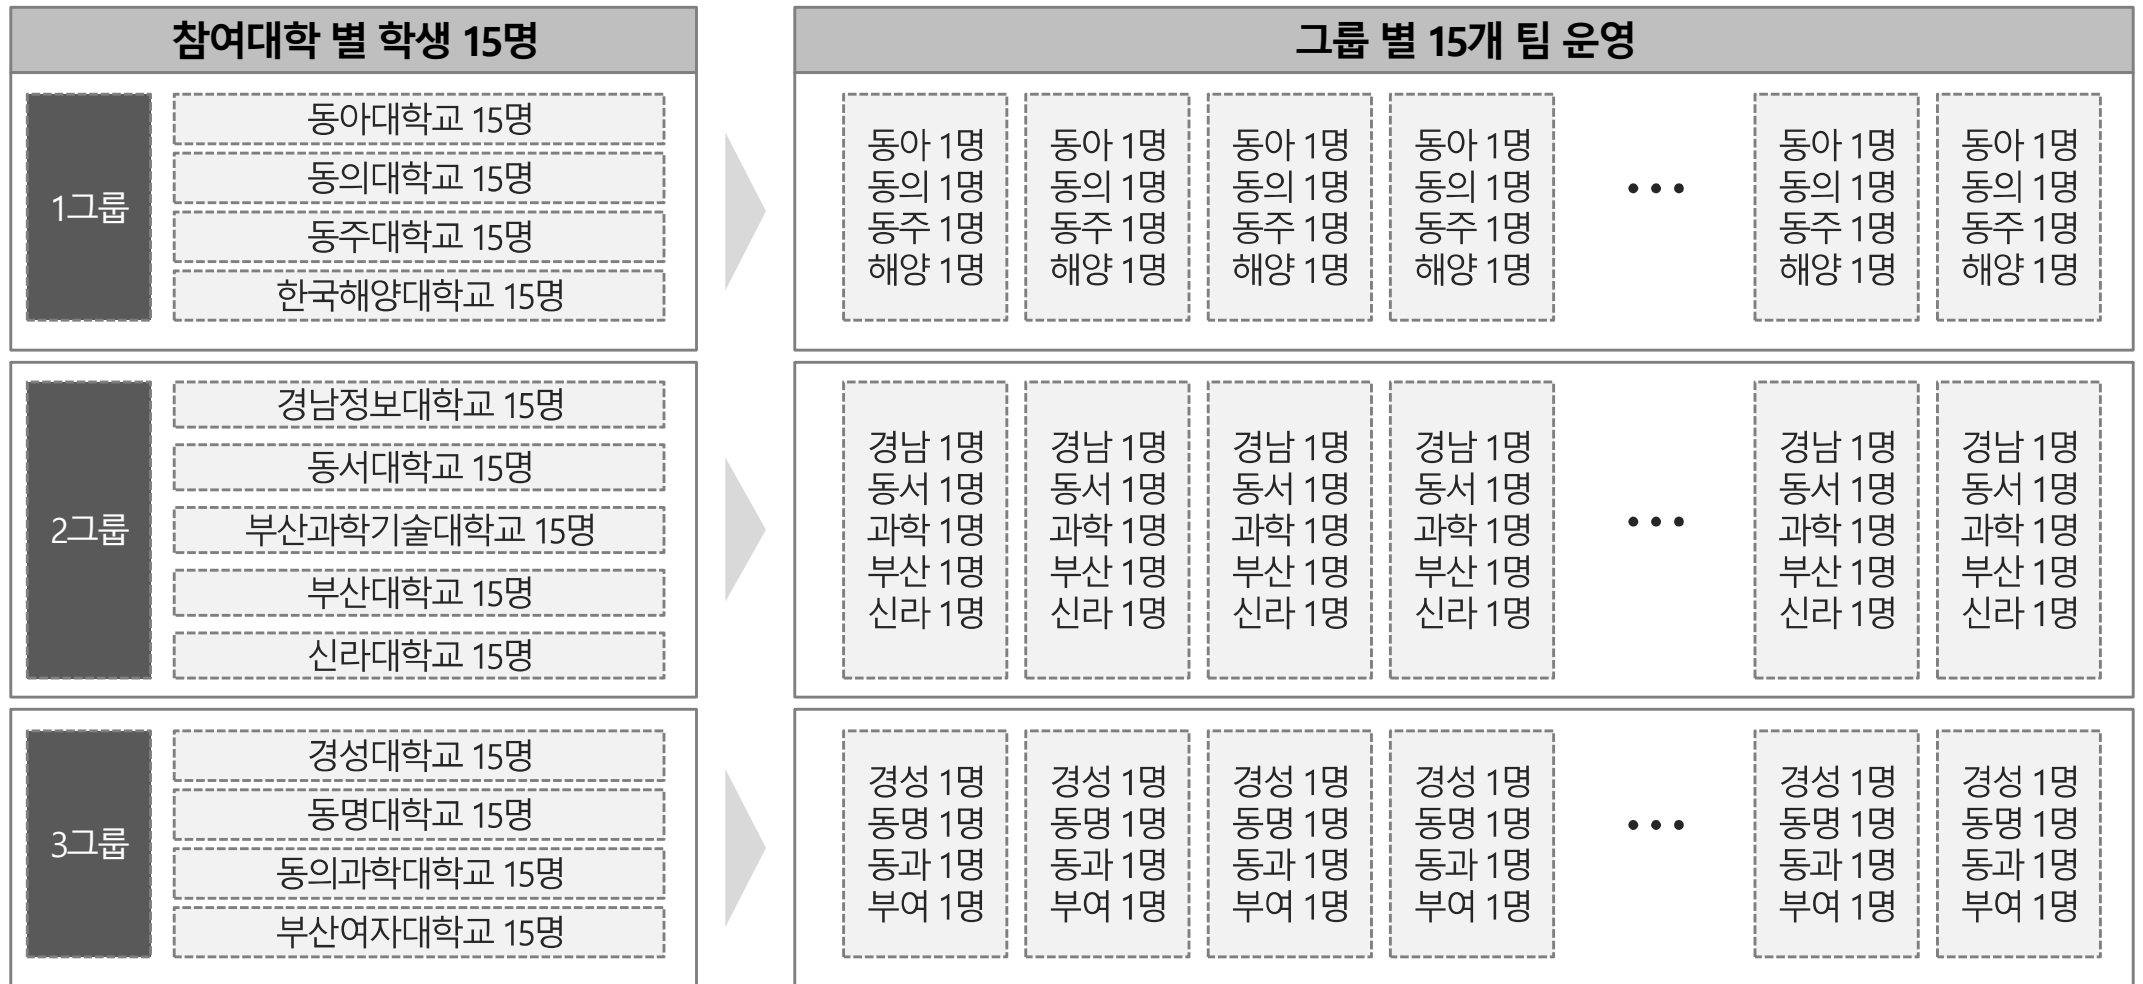 참여대학 별 학생 15명
그룹 별 15개 팀 운영
1그룹
동아대학교 15명
동의대학교 15명
동주대학교 15명
한국해양대학교 15명
동아 1명 동아 1명 동아 1명 동아 1명 동아 1명 동아 1명
동의 1명 동의 1명 동의 1명 동의 1명 • • • 동의 1명 동의 1명
동주 1명 동주 1명 동주 1명 동주 1명 동주 1명 동주 1명
해양 1명 해양 1명 해양 1명 해양 1명 해양 1명 해양 1명
2그룹
경남정보대학교 15명
동서대학교 15명
부산과학기술대학교 15명
부산대학교 15명
신라대학교 15명
경남 1명 경남 1명 경남 1명 경남 1명 경남 1명 경남 1명
동서 1명 동서 1명 동서 1명 동서 1명 동서 1명 동서 1명
과학 1명 과학 1명 과학 1명 과학 1명 • • • 과학 1명 과학 1명
부산 1명 부산 1명 부산 1명 부산 1명 부산 1명 부산 1명
신라 1명 신라 1명 신라 1명 신라 1명 신라 1명 신라 1명
3그룹
경성대학교 15명
동명대학교 15명
동의과학대학교 15명
부산여자대학교 15명
경성 1명 경성 1명 경성 1명 경성 1명 경성 1명 경성 1명
동명 1명 동명 1명 동명 1명 동명 1명 • • • 동명 1명 동명 1명
동과 1명 동과 1명 동과 1명 동과 1명 동과 1명 동과 1명
부여 1명 부여 1명 부여 1명 부여 1명 부여 1명 부여 1명